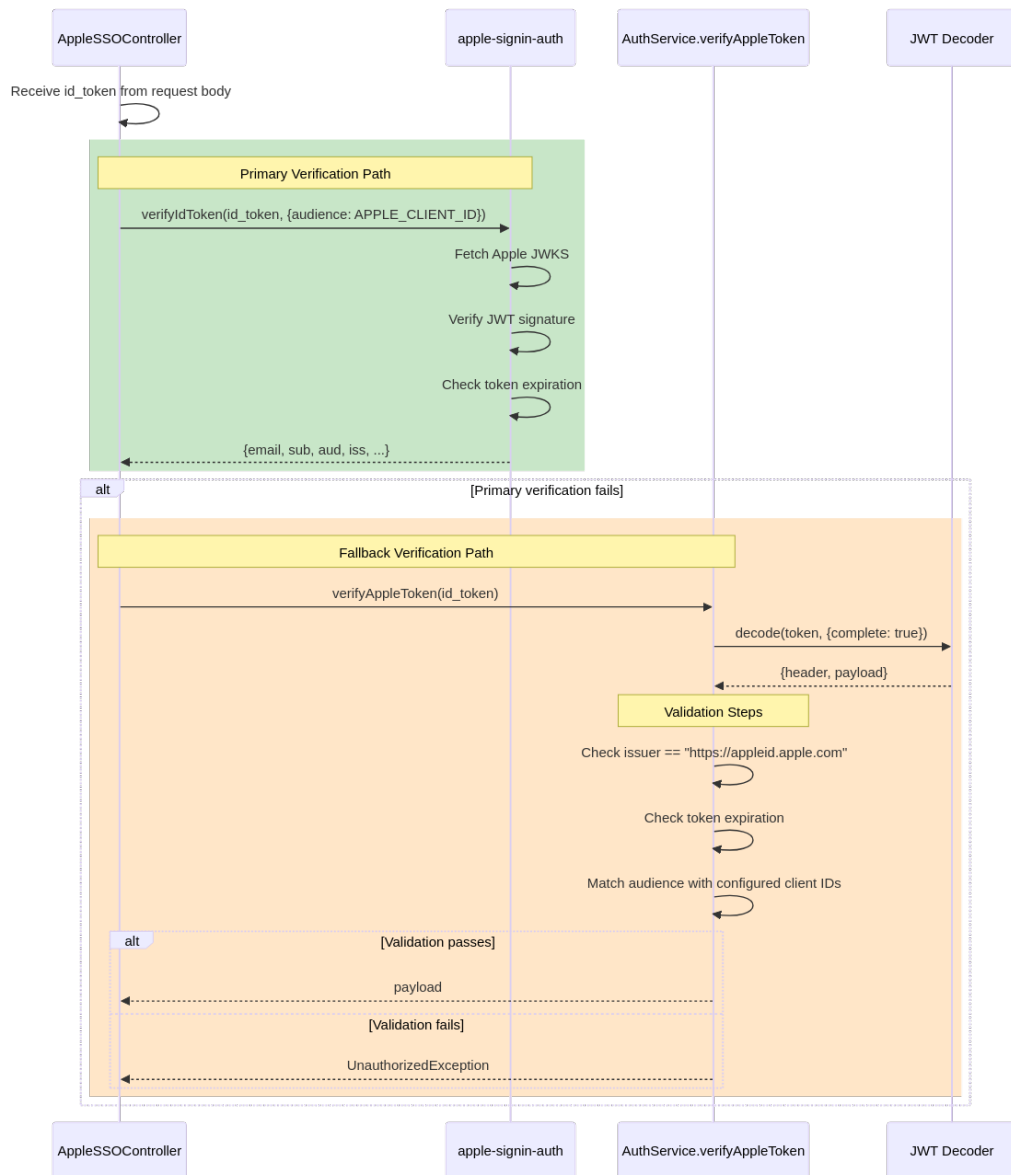 AppleSSOController
apple-signin-auth
AuthService.verifyAppleToken
JWT Decoder
Receive id_token from request body
Primary Verification Path
verifyIdToken(id_token, {audience: APPLE_CLIENT_ID})
Fetch Apple JWKS
Verify JWT signature
Check token expiration
{email, sub, aud, iss, ...}
alt
[Primary verification fails]
Fallback Verification Path
verifyAppleToken(id_token)
decode(token, {complete: true})
{header, payload}
Validation Steps
Check issuer == "https://appleid.apple.com"
Check token expiration
Match audience with configured client IDs
alt
[Validation passes]
payload
[Validation fails]
UnauthorizedException
AppleSSOController
apple-signin-auth
AuthService.verifyAppleToken
JWT Decoder